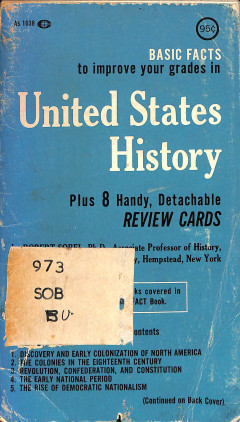 As 1038
95¢
BASIC FACTS
to improve your grades in
United States
History
Plus 8 Handy, Detachable
REVIEW CARDS
ROBERT SOBEL, Ph.D., Associate Professor of History,
Hempstead, New York
973
SOB
covered in
FACT Book.
1. DISCOVERY AND EARLY COLONIZATION OF NORTH AMERICA
2. THE COLONIES IN THE EIGHTEENTH CENTURY
3. REVOLUTION, CONFEDERATION, AND CONSTITUTION
4. THE EARLY NATIONAL PERIOD
5. THE RISE OF DEMOCRATIC NATIONALISM
(Continued on Back Cover)